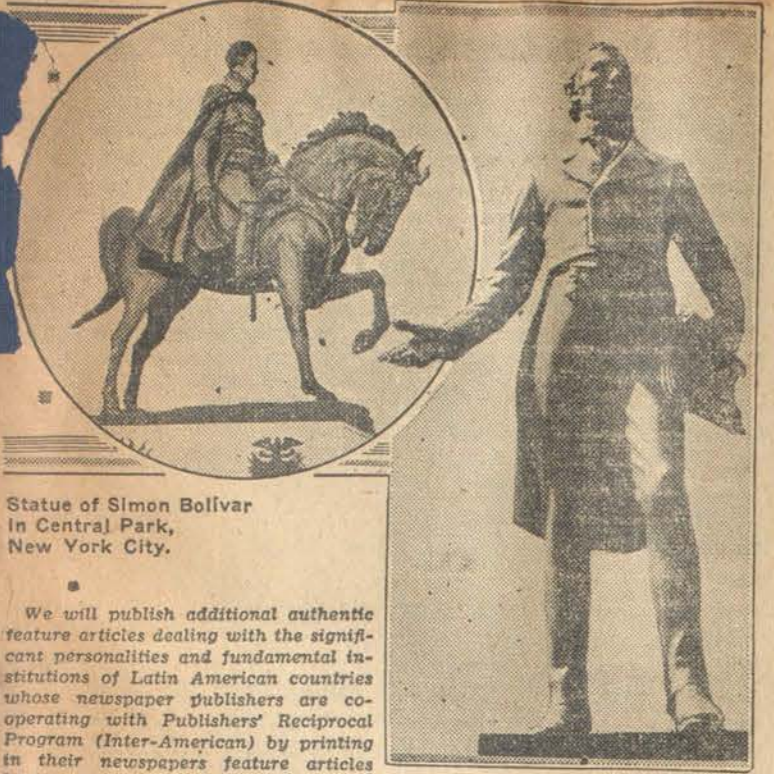 Statue of Simon Bolívar
in Central Park,
New York City.
We will publish additional authentic
feature articles dealing with the signifi-
cant personalities and fundamental in-
stitutions of Latin American countries
whose newspaper publishers are co-
operating with Publishers' Reciprocal
Program (Inter-American) by printing
in their newspapers feature articles